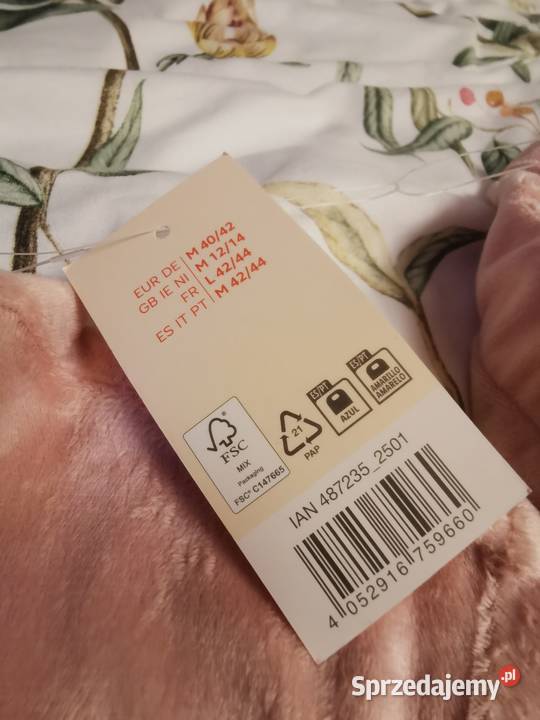 EUR DE M 40/42
GB IE NI M 12/14
FR L 42/44
ES IT PT M 42/44
FSC
MIX
Packaging
FSC® C147665
21
PAP
ES/PT
AZUL
ES/PT
AMARILLO
AMARELO
IAN 487235_2501
4 052916 759660
Sprzedajemy.pl